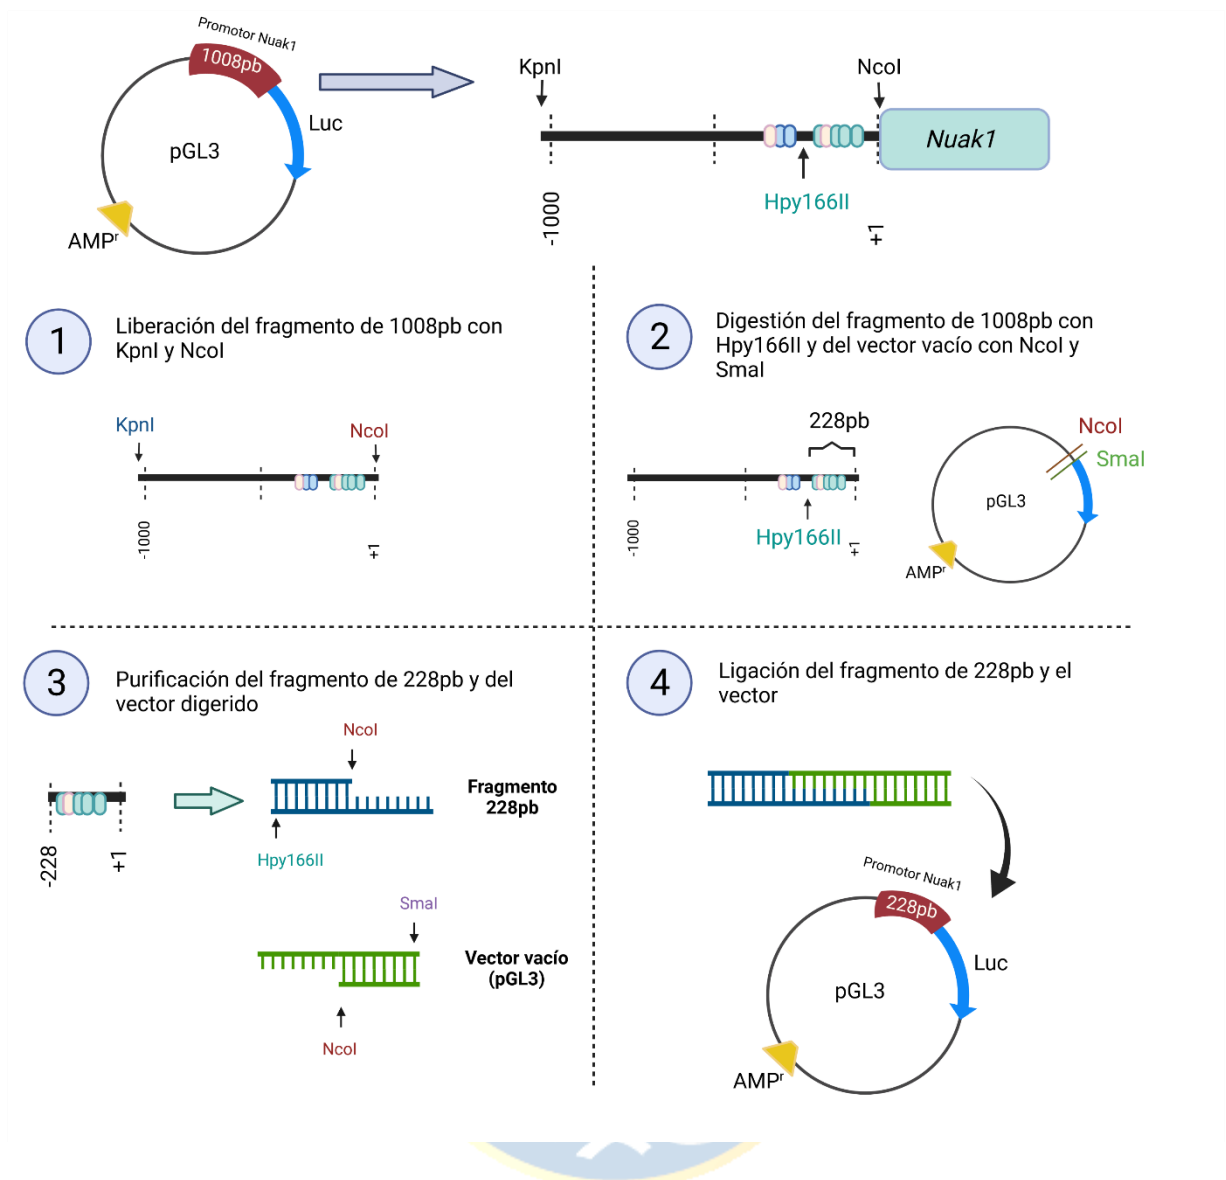 Promotor Nuak1
1008pb
Luc
pGL3
AMPr
KpnI
NcoI
Nuak1
Hpy166II
-1000
+1
1
Liberación del fragmento de 1008pb con
KpnI y NcoI
KpnI
NcoI
-1000
+1
2
Digestión del fragmento de 1008pb con
Hpy166II y del vector vacío con NcoI y
SmaI
228pb
Hpy166II
-1000
+1
NcoI
SmaI
pGL3
AMPr
3
Purificación del fragmento de 228pb y del
vector digerido
NcoI
Fragmento
228pb
Hpy166II
-228
+1
SmaI
Vector vacío
(pGL3)
NcoI
4
Ligación del fragmento de 228pb y el
vector
Promotor Nuak1
228pb
Luc
pGL3
AMPr